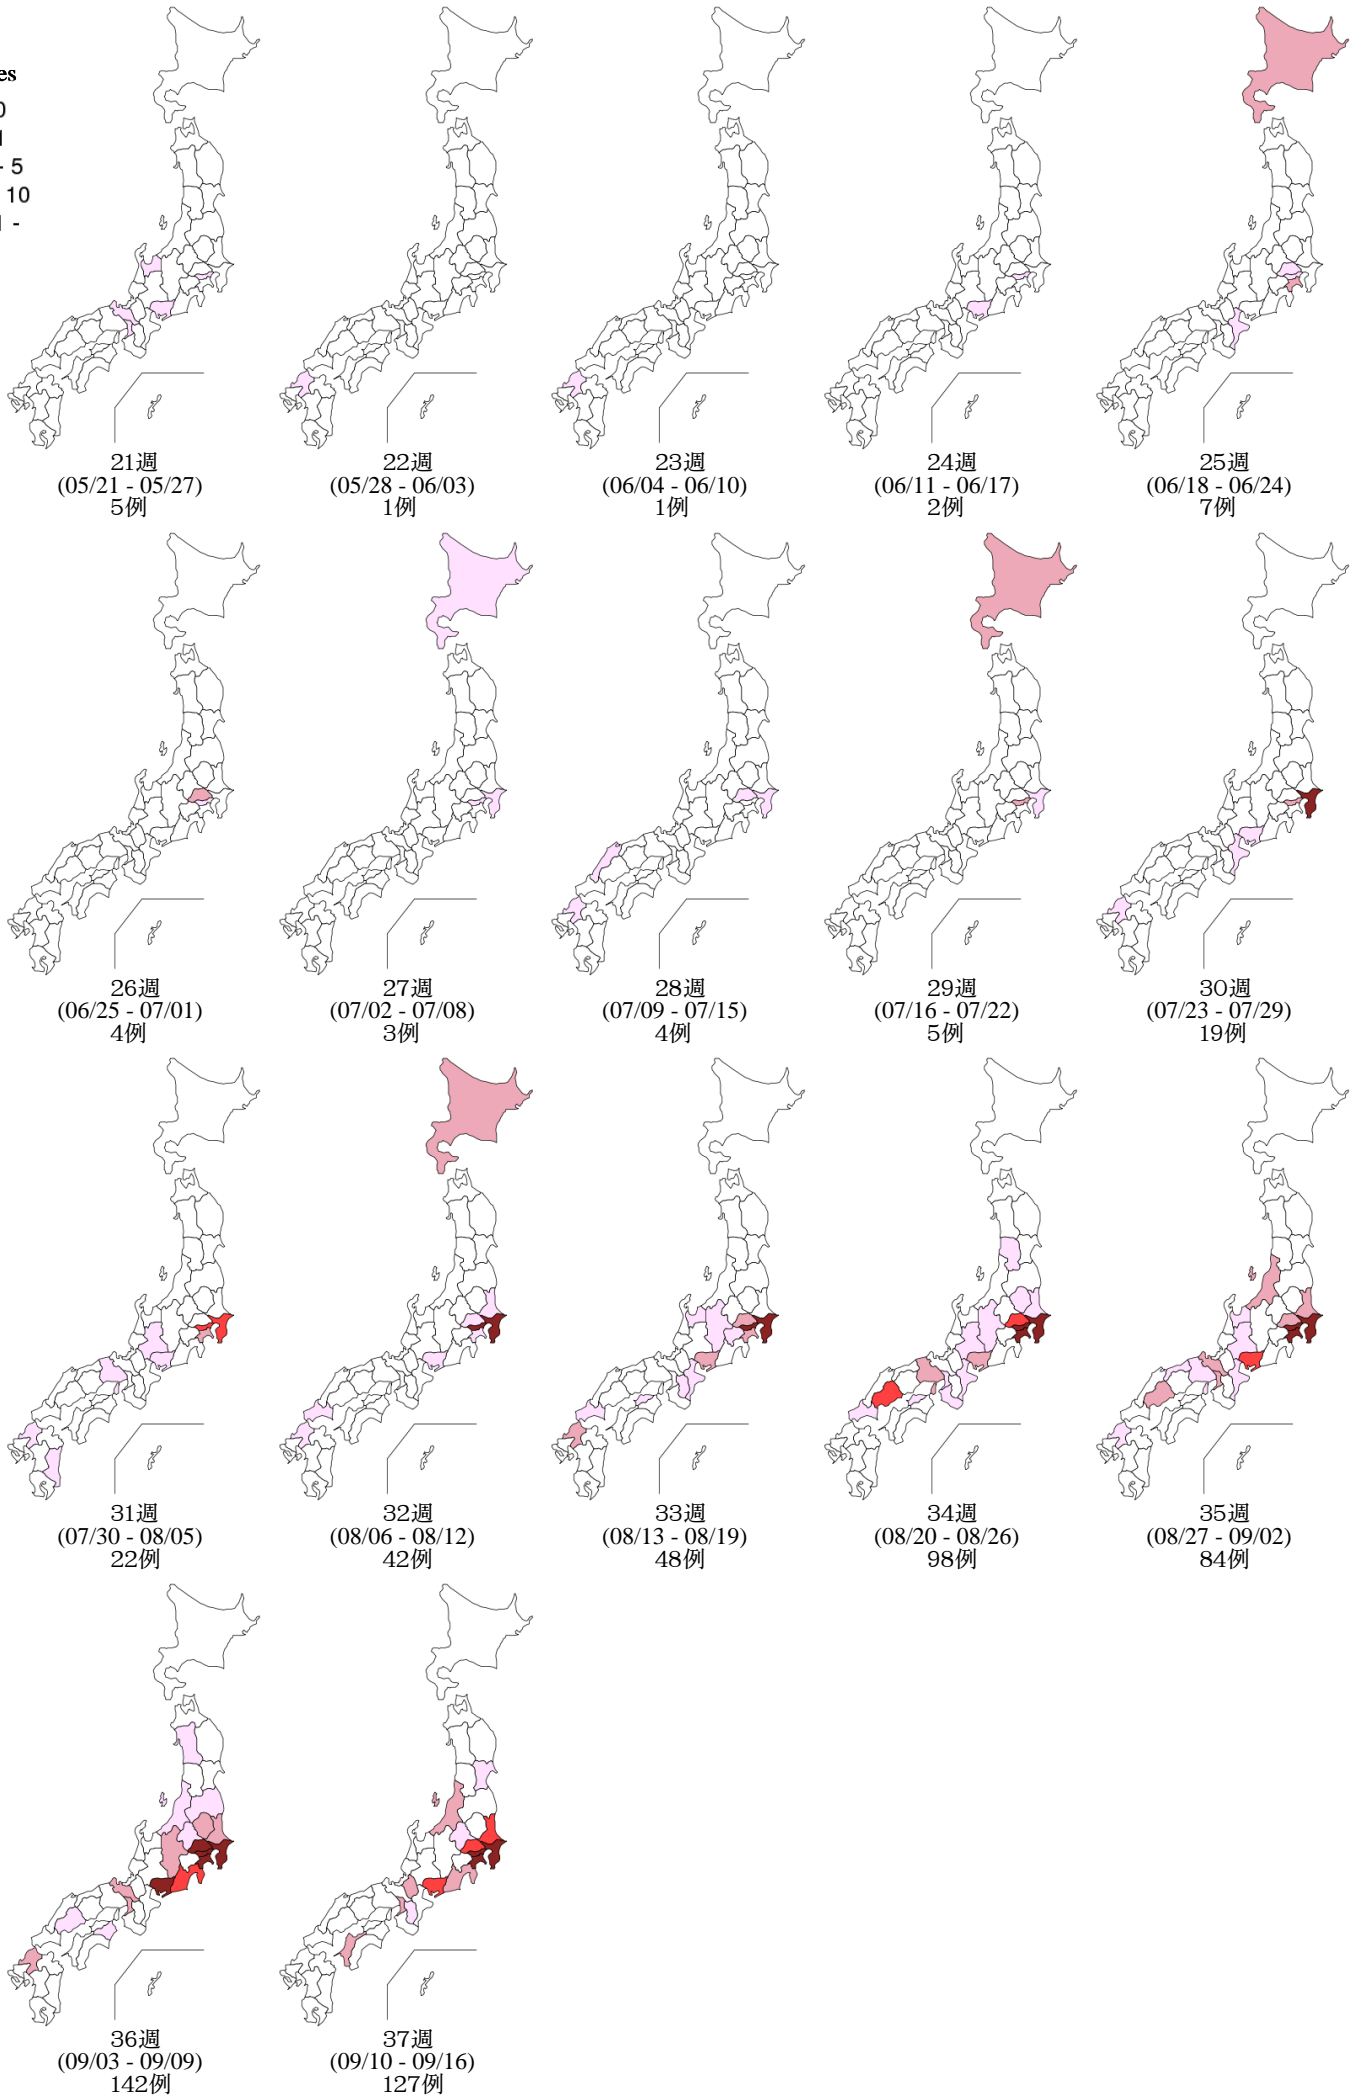 es
0
1
- 5
10
1 -
21週
(05/21 - 05/27)
5例
22週
(05/28 - 06/03)
1例
23週
(06/04 - 06/10)
1例
24週
(06/11 - 06/17)
2例
25週
(06/18 - 06/24)
7例
26週
(06/25 - 07/01)
4例
27週
(07/02 - 07/08)
3例
28週
(07/09 - 07/15)
4例
29週
(07/16 - 07/22)
5例
30週
(07/23 - 07/29)
19例
31週
(07/30 - 08/05)
22例
32週
(08/06 - 08/12)
42例
33週
(08/13 - 08/19)
48例
34週
(08/20 - 08/26)
98例
35週
(08/27 - 09/02)
84例
36週
(09/03 - 09/09)
142例
37週
(09/10 - 09/16)
127例